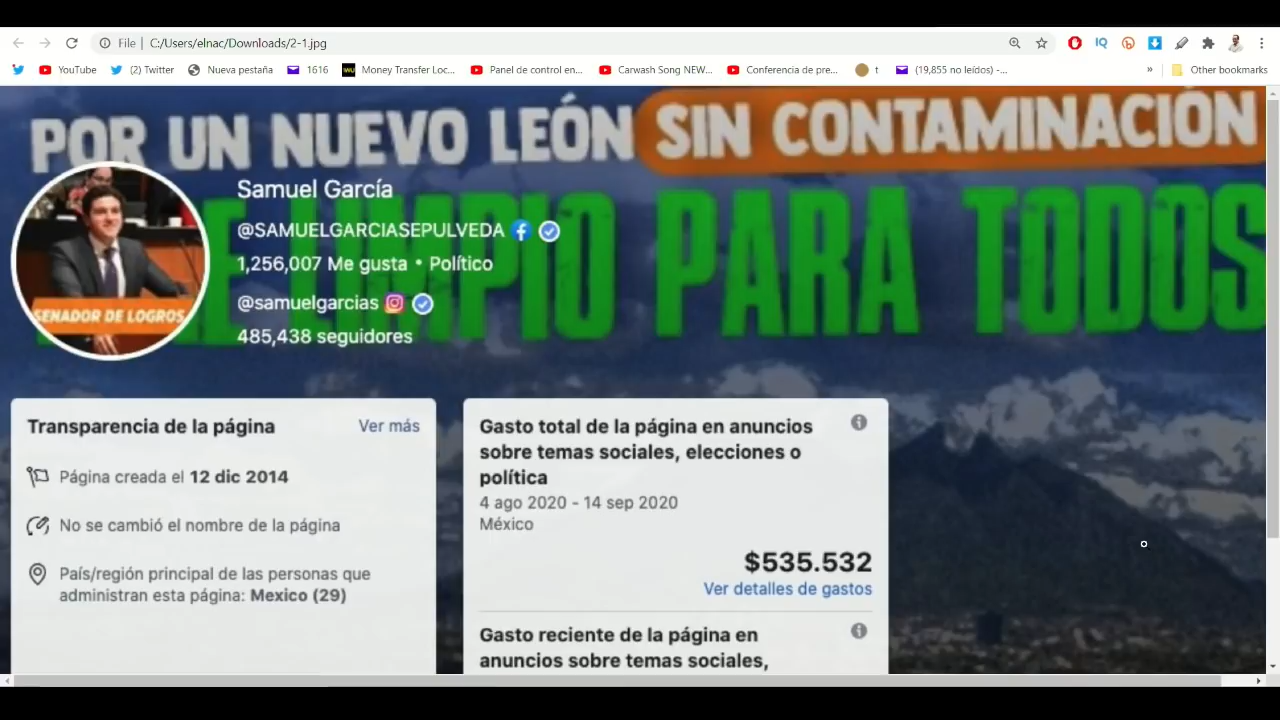 File | C:/Users/elnac/Downloads/2-1.jpg
YouTube (2) Twitter Nueva pestaña 1616 Money Transfer Loc... Panel de control en... Carwash Song NEW... Conferencia de pre... t (19,855 no leídos) -... » Other bookmarks
POR UN NUEVO LEÓN SIN CONTAMINACIÓN
LIMPIO PARA TODOS
SENADOR DE LOGROS
Samuel García
@SAMUELGARCIASEPULVEDA
1,256,007 Me gusta • Político
@samuelgarcias
485,438 seguidores
Transparencia de la página Ver más
Página creada el 12 dic 2014
No se cambió el nombre de la página
País/región principal de las personas que
administran esta página: Mexico (29)
Gasto total de la página en anuncios
sobre temas sociales, elecciones o
política
4 ago 2020 - 14 sep 2020
México
$535.532
Ver detalles de gastos
Gasto reciente de la página en
anuncios sobre temas sociales,